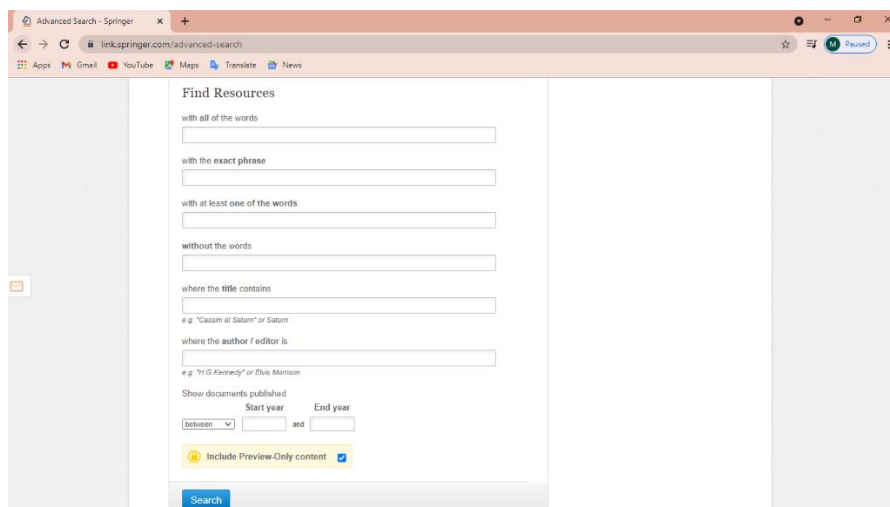 Advanced Search - Springer
link.springer.com/advanced-search
M Paused
Apps Gmail YouTube Maps Translate News
Find Resources
with all of the words
with the exact phrase
with at least one of the words
without the words
where the title contains
e.g. "Cassini at Saturn" or Saturn
where the author / editor is
e.g. "H.G.Kennedy" or Elvis Morrison
Show documents published
Start year End year
between and
Include Preview-Only content
Search